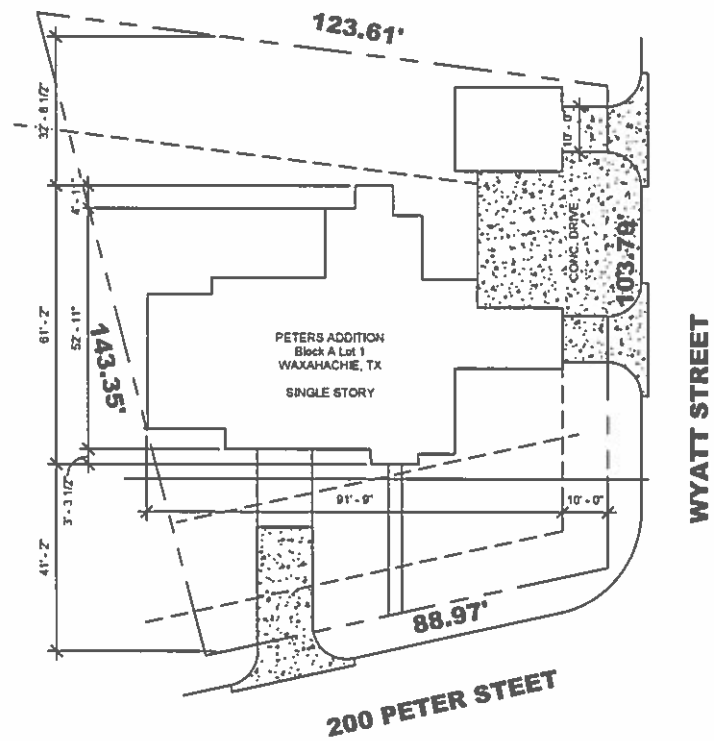 123.61'
32' - 8 1/2"
10' - 0"
4' - 1"
CONC. DRIVE
103.79'
61' - 2"
52' - 11"
143.35'
PETERS ADDITION
Block A Lot 1
WAXAHACHIE, TX
SINGLE STORY
WYATT STREET
3' - 3 1/2"
91' - 9"
10' - 0"
41' - 2"
88.97'
200 PETER STEET